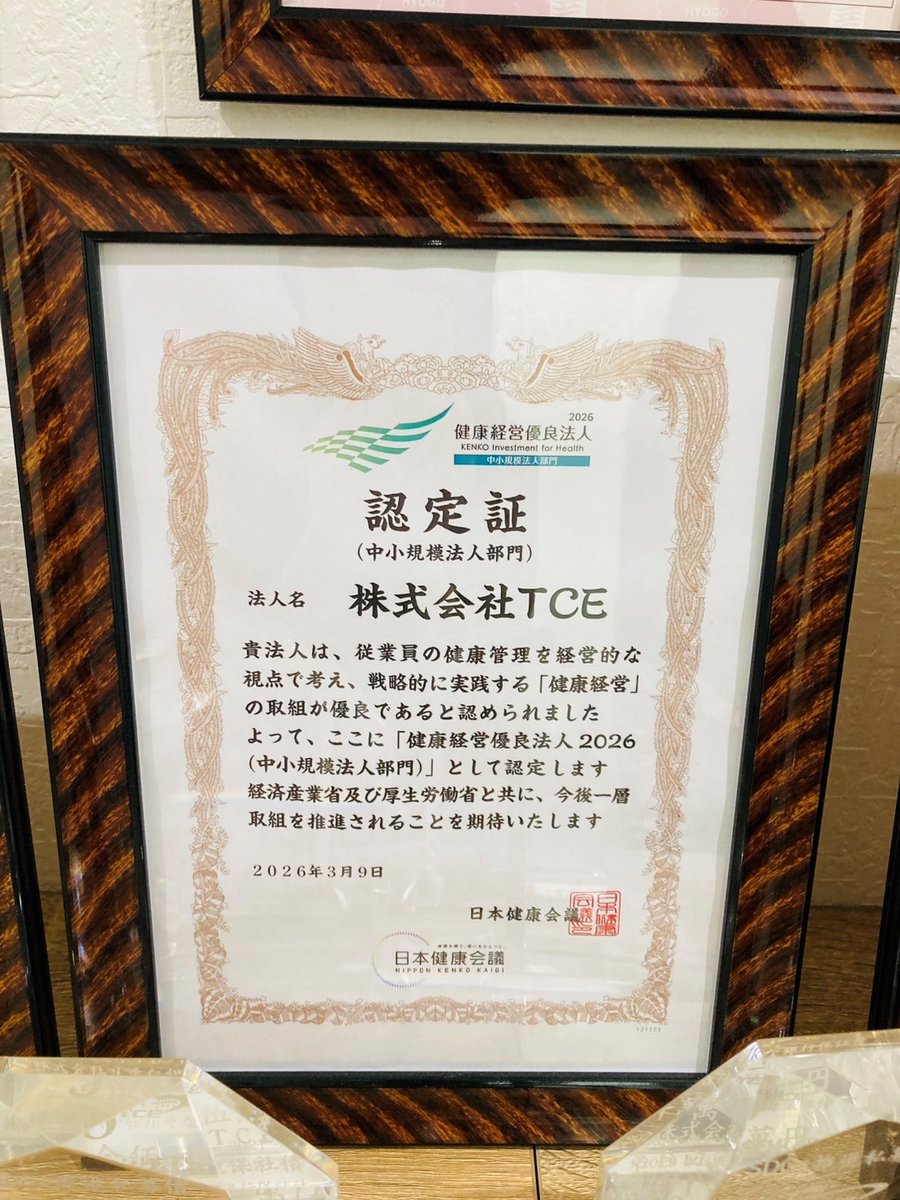 HYOGO
HYOGO
2026
健康経営優良法人
KENKO Investment for Health
中小規模法人部門
認定証
(中小規模法人部門)
法人名 株式会社TCE
貴法人は、従業員の健康管理を経営的な
視点で考え、戦略的に実践する「健康経営」
の取組が優良であると認められました
よって、ここに「健康経営優良法人2026
(中小規模法人部門)」として認定します
経済産業省及び厚生労働省と共に、今後一層
取組を推進されることを期待いたします
2026年3月9日
日本健康会議
日本健康会議
NIPPON KENKO KAIGI